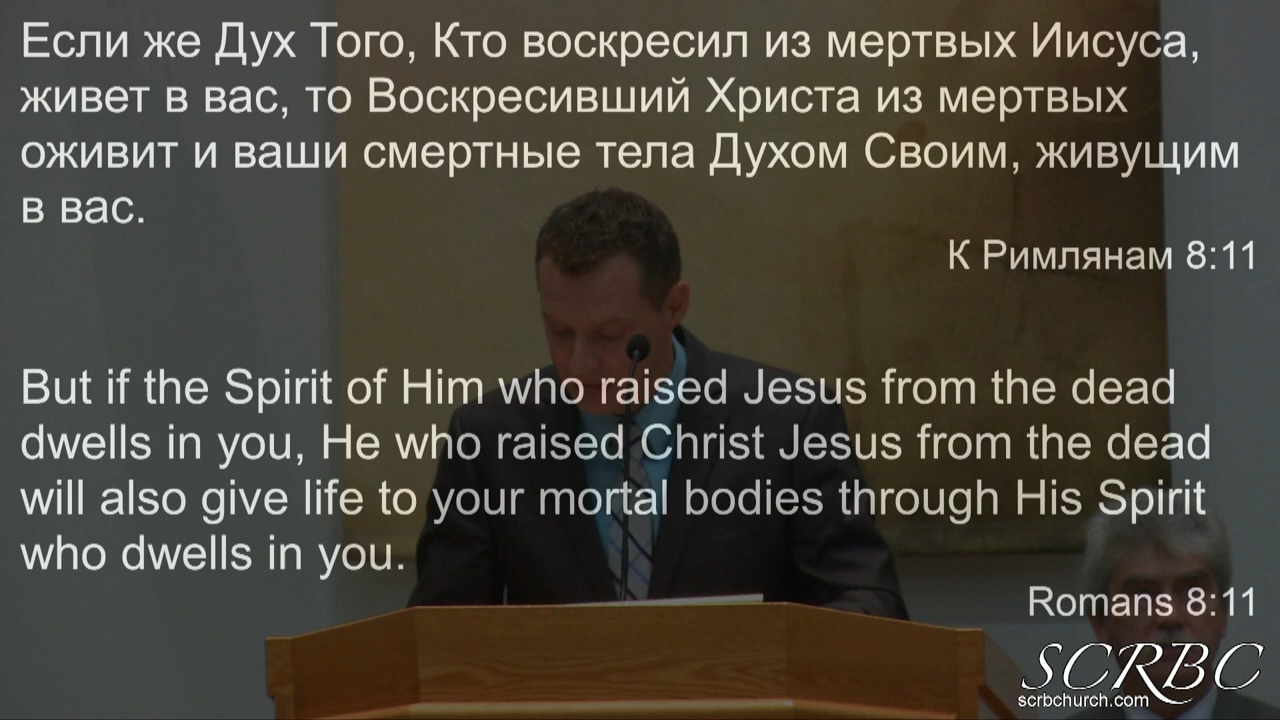 Если же Дух Того, Кто воскресил из мертвых Иисуса,
живет в вас, то Воскресивший Христа из мертвых
оживит и ваши смертные тела Духом Своим, живущим
в вас.
К Римлянам 8:11
But if the Spirit of Him who raised Jesus from the dead
dwells in you, He who raised Christ Jesus from the dead
will also give life to your mortal bodies through His Spirit
who dwells in you.
Romans 8:11
SCRBC
scrbchurch.com